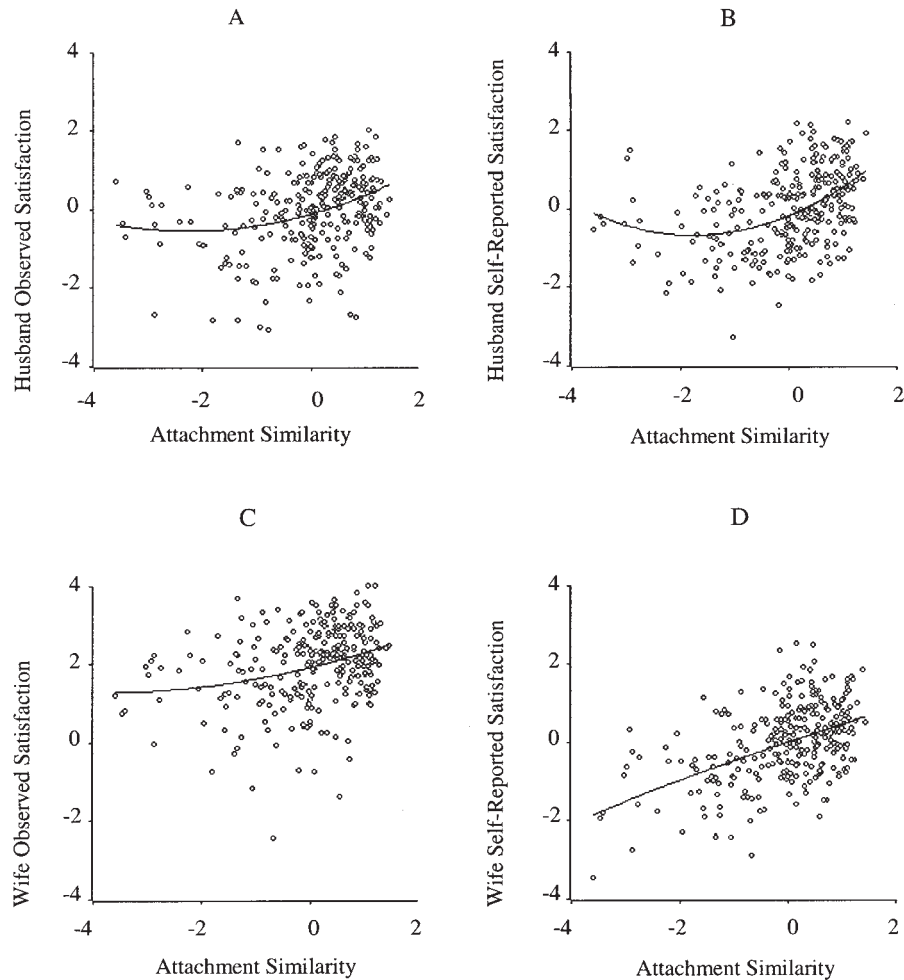 A
Husband Observed Satisfaction
4
2
0
-2
-4
-4 -2 0 2
Attachment Similarity
B
Husband Self-Reported Satisfaction
4
2
0
-2
-4
-4 -2 0 2
Attachment Similarity
C
Wife Observed Satisfaction
4
2
0
-2
-4
-4 -2 0 2
Attachment Similarity
D
Wife Self-Reported Satisfaction
4
2
0
-2
-4
-4 -2 0 2
Attachment Similarity